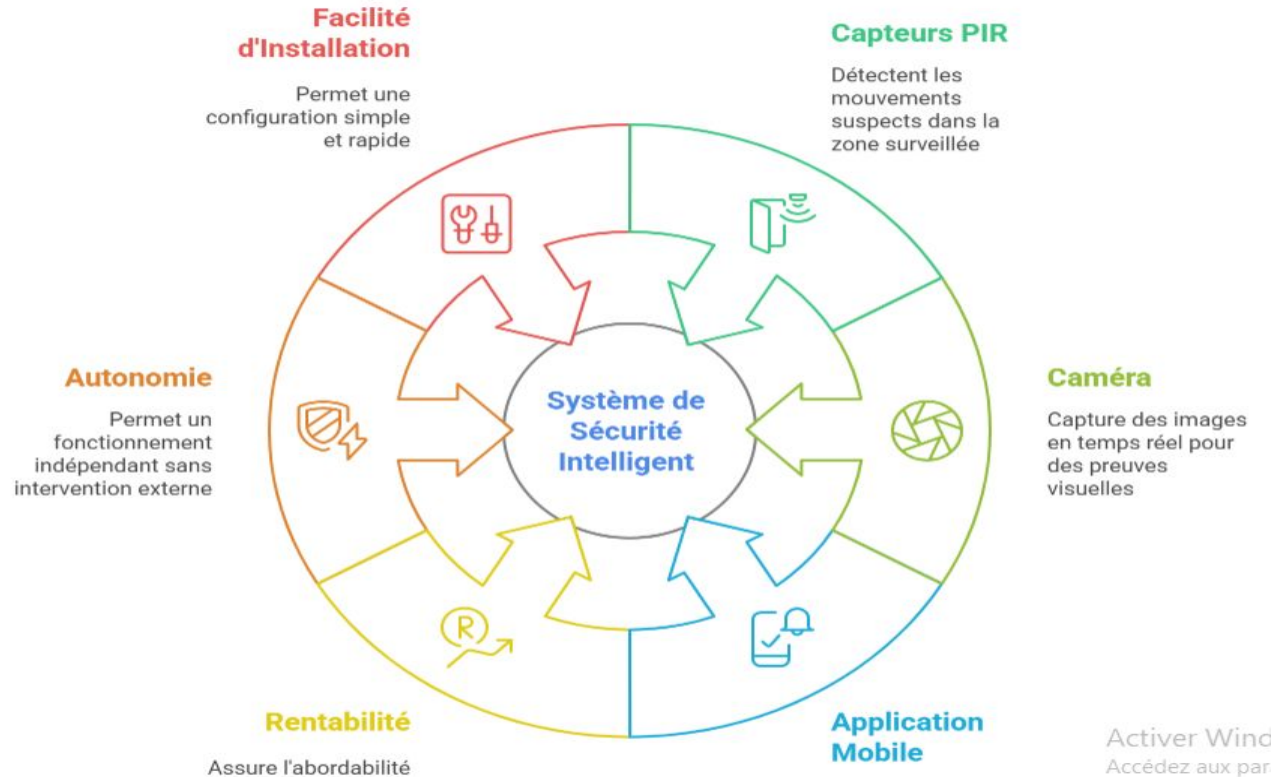 Facilité
d'Installation
Permet une
configuration simple
et rapide
Capteurs PIR
Détectent les
mouvements
suspects dans la
zone surveillée
Autonomie
Permet un
fonctionnement
indépendant sans
intervention externe
Système de
Sécurité
Intelligent
Caméra
Capture des images
en temps réel pour
des preuves
visuelles
R
Rentabilité
Assure l'abordabilité
Application
Mobile
Activer Wind
Accédez aux par